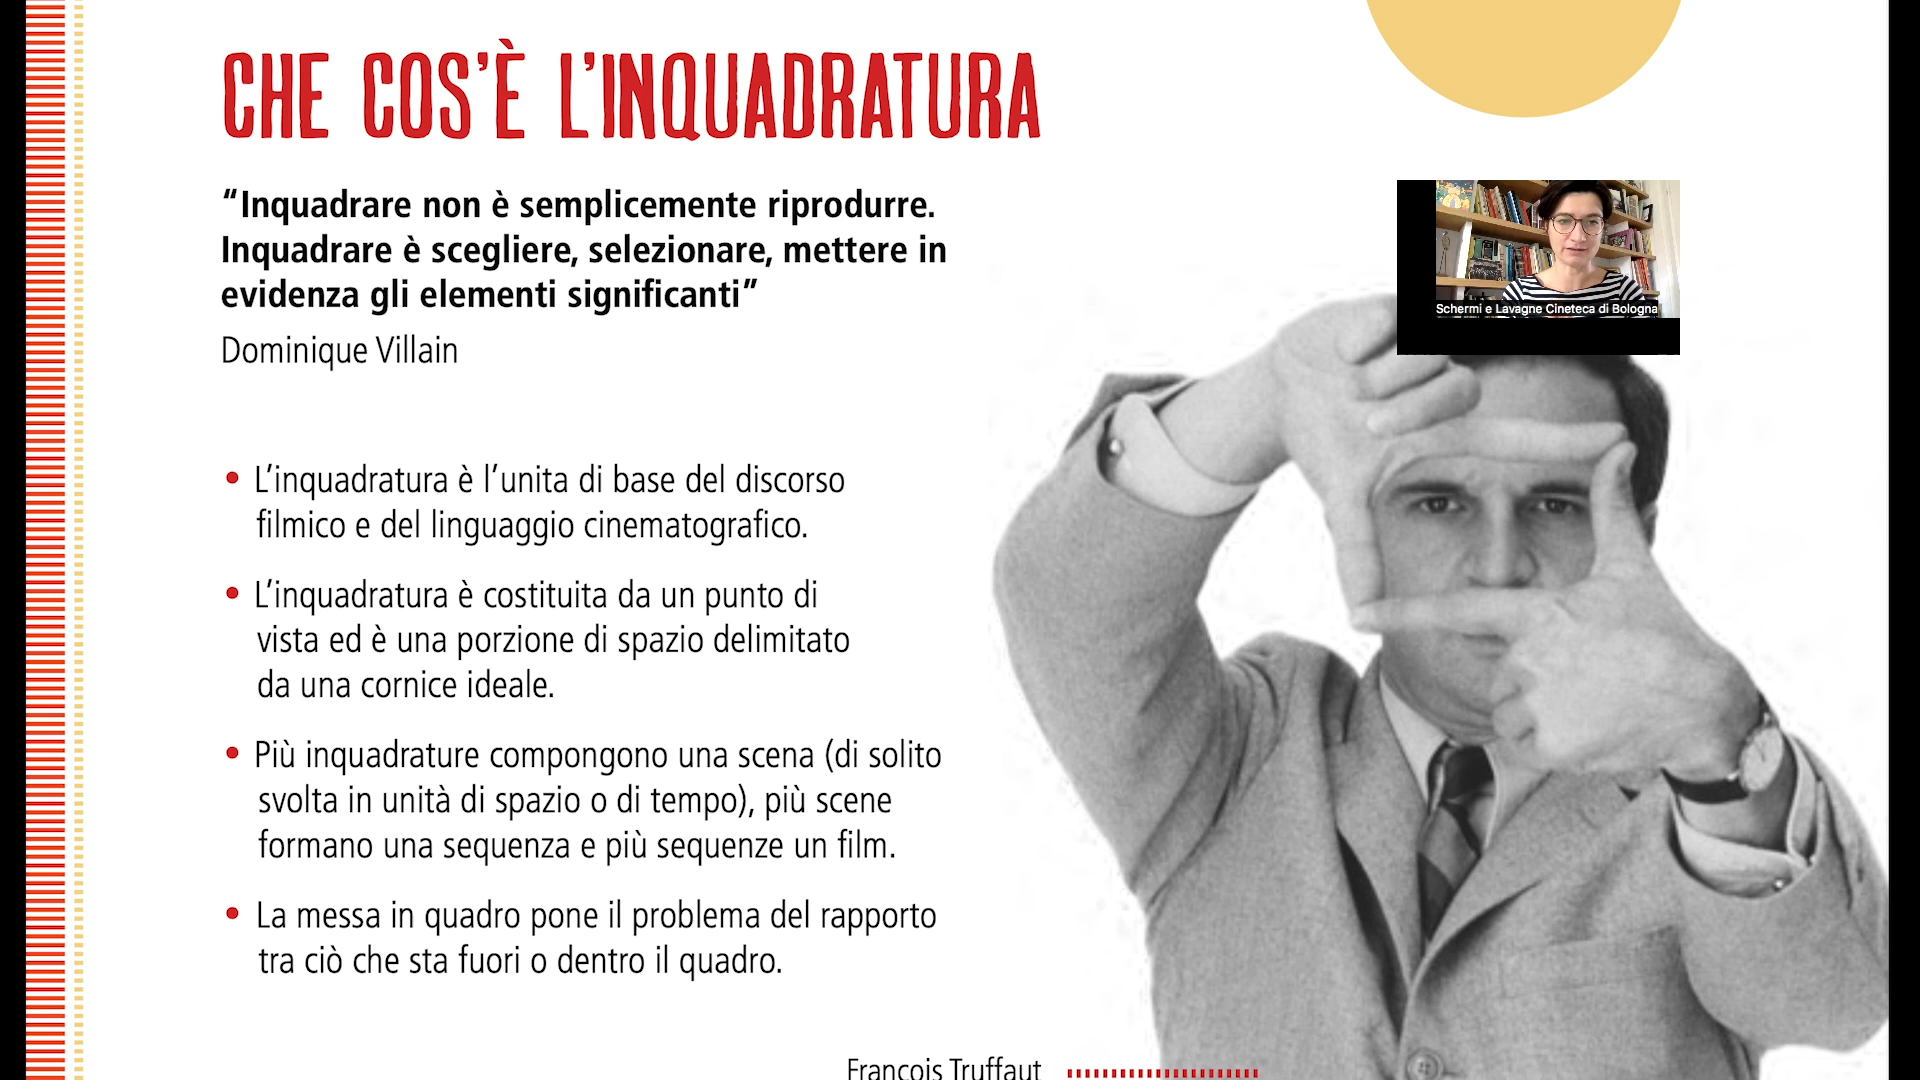 CHE COS'È L'INQUADRATURA
“Inquadrare non è semplicemente riprodurre.
Inquadrare è scegliere, selezionare, mettere in
evidenza gli elementi significanti”
Dominique Villain
Schermi e Lavagne Cineteca di Bologna
• L'inquadratura è l'unita di base del discorso
filmico e del linguaggio cinematografico.
• L'inquadratura è costituita da un punto di
vista ed è una porzione di spazio delimitato
da una cornice ideale.
• Più inquadrature compongono una scena (di solito
svolta in unità di spazio o di tempo), più scene
formano una sequenza e più sequenze un film.
• La messa in quadro pone il problema del rapporto
tra ciò che sta fuori o dentro il quadro.
François Truffaut